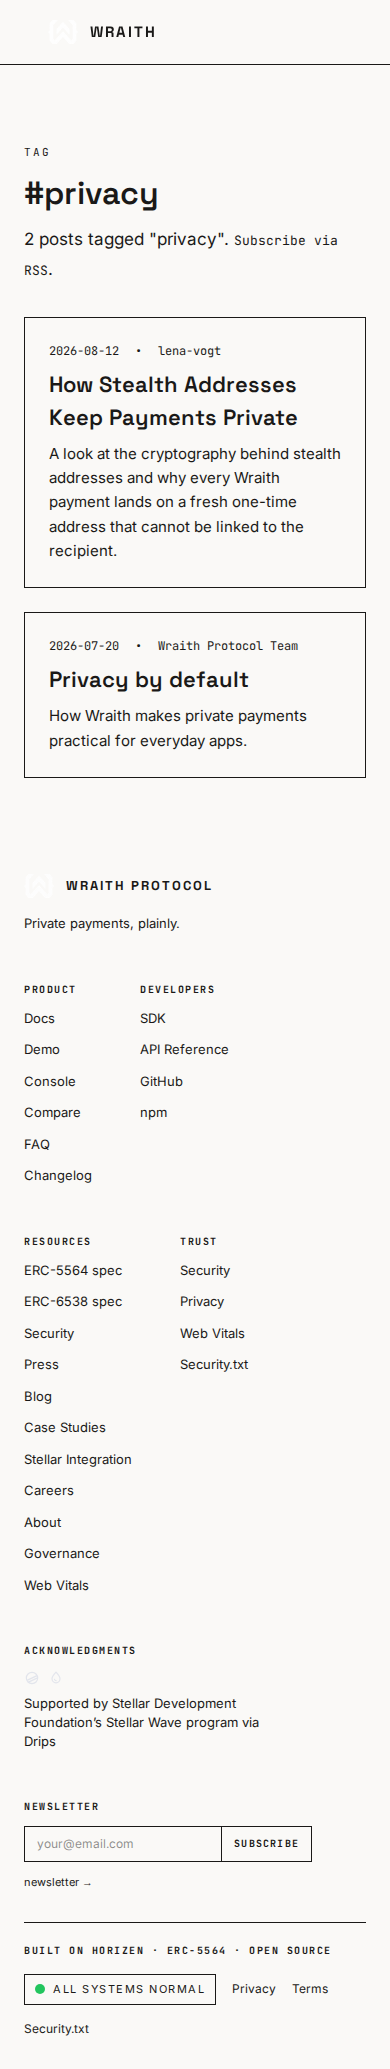 WRAITH
TAG
#privacy
2 posts tagged "privacy". Subscribe via
RSS.
2026-08-12 • lena-vogt
How Stealth Addresses
Keep Payments Private
A look at the cryptography behind stealth
addresses and why every Wraith
payment lands on a fresh one-time
address that cannot be linked to the
recipient.
2026-07-20 • Wraith Protocol Team
Privacy by default
How Wraith makes private payments
practical for everyday apps.
WRAITH PROTOCOL
Private payments, plainly.
PRODUCT
Docs
Demo
Console
Compare
FAQ
Changelog
DEVELOPERS
SDK
API Reference
GitHub
npm
RESOURCES
ERC-5564 spec
ERC-6538 spec
Security
Press
Blog
Case Studies
Stellar Integration
Careers
About
Governance
Web Vitals
TRUST
Security
Privacy
Web Vitals
Security.txt
ACKNOWLEDGMENTS
Supported by Stellar Development
Foundation’s Stellar Wave program via
Drips
NEWSLETTER
your@email.com SUBSCRIBE
newsletter →
BUILT ON HORIZEN · ERC-5564 · OPEN SOURCE
ALL SYSTEMS NORMAL Privacy Terms
Security.txt